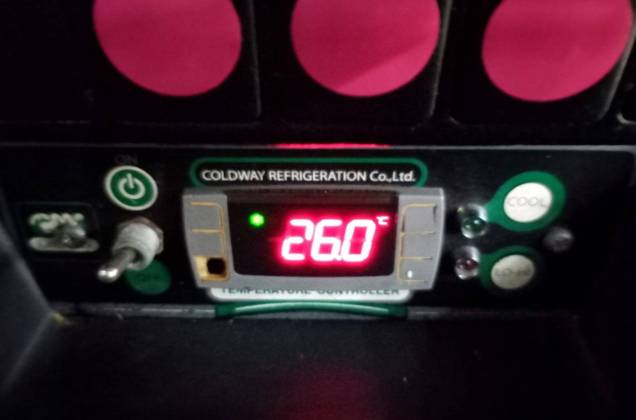 ON
COLDWAY REFRIGERATION Co.,Ltd.
26.0 °C
COOL
TEMPERATURE CONTROLLER